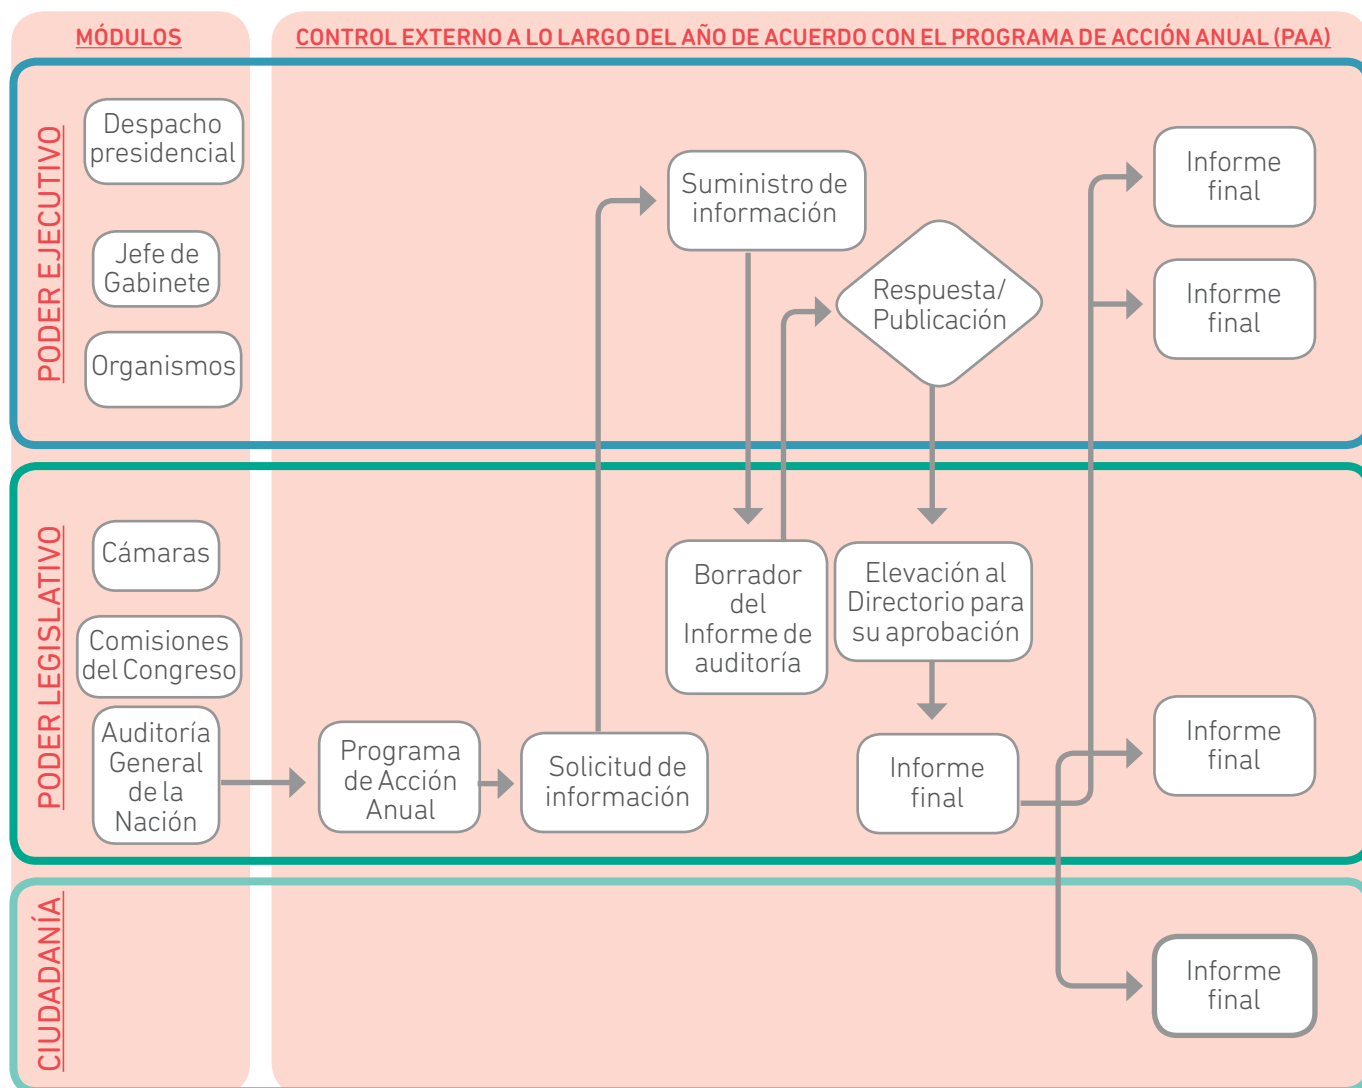 MÓDULOS
CONTROL EXTERNO A LO LARGO DEL AÑO DE ACUERDO CON EL PROGRAMA DE ACCIÓN ANUAL (PAA)
PODER EJECUTIVO
Despacho
presidencial
Jefe de
Gabinete
Organismos
Suministro de
información
Respuesta/
Publicación
Informe
final
Informe
final
PODER LEGISLATIVO
Cámaras
Comisiones
del Congreso
Auditoría
General
de la
Nación
Programa
de Acción
Anual
Solicitud de
información
Borrador
del
Informe de
auditoría
Elevación al
Directorio para
su aprobación
Informe
final
Informe
final
CIUDADANÍA
Informe
final